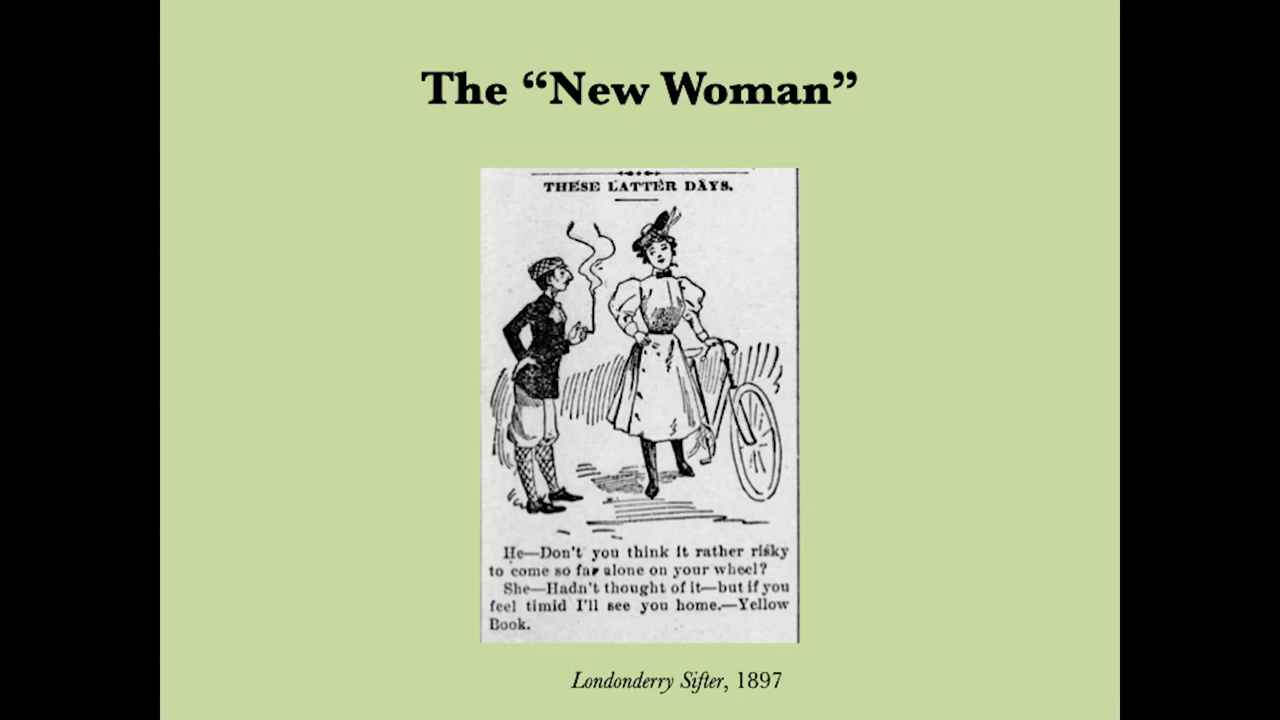 The “New Woman”
THESE LATTER DAYS.
He—Don't you think it rather risky
to come so far alone on your wheel?
She—Hadn't thought of it—but if you
feel timid I'll see you home.—Yellow
Book.
Londonderry Sifter, 1897